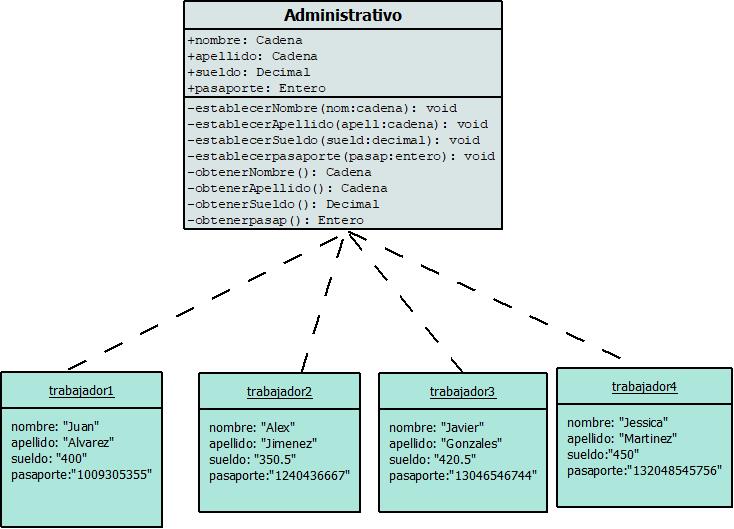 Administrativo
+nombre: Cadena
+apellido: Cadena
+sueldo: Decimal
+pasaporte: Entero
-establecerNombre(nom:cadena): void
-establecerApellido(apell:cadena): void
-establecerSueldo(sueld:decimal): void
-establecerpasaporte(pasap:entero): void
-obtenerNombre(): Cadena
-obtenerApellido(): Cadena
-obtenerSueldo(): Decimal
-obtenerpasap(): Entero
trabajador1
nombre: "Juan"
apellido: "Alvarez"
sueldo: "400"
pasaporte:"1009305355"
trabajador2
nombre: "Alex"
apellido: "Jimenez"
sueldo: "350.5"
pasaporte:"1240436667"
trabajador3
nombre: "Javier"
apellido: "Gonzales"
sueldo: "420.5"
pasaporte:"13046546744"
trabajador4
nombre: "Jessica"
apellido: "Martinez"
sueldo:"450"
pasaporte:"132048545756"